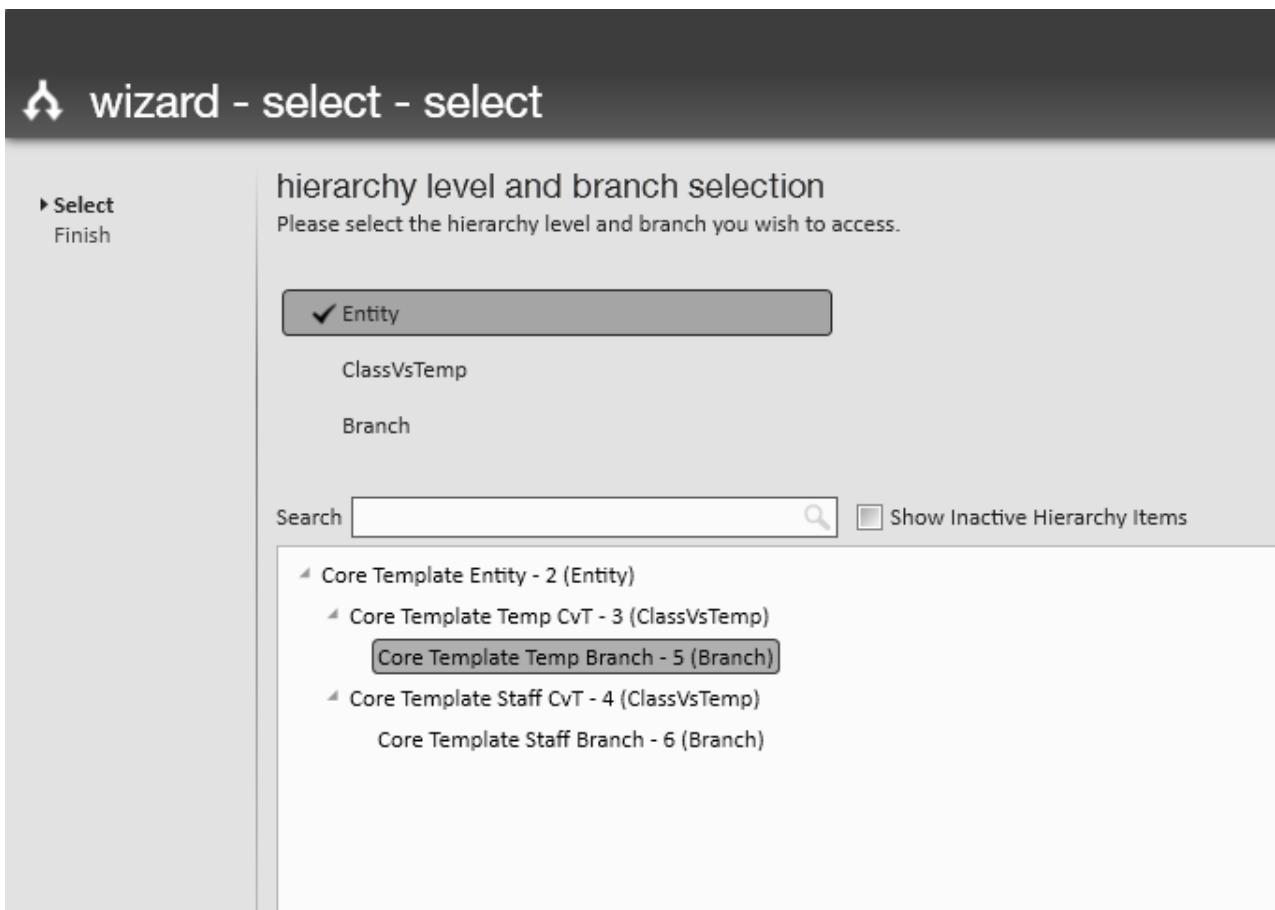 wizard - select - select
Select
Finish
hierarchy level and branch selection
Please select the hierarchy level and branch you wish to access.
Entity
ClassVsTemp
Branch
Search
Show Inactive Hierarchy Items
Core Template Entity - 2 (Entity)
Core Template Temp CvT - 3 (ClassVsTemp)
Core Template Temp Branch - 5 (Branch)
Core Template Staff CvT - 4 (ClassVsTemp)
Core Template Staff Branch - 6 (Branch)